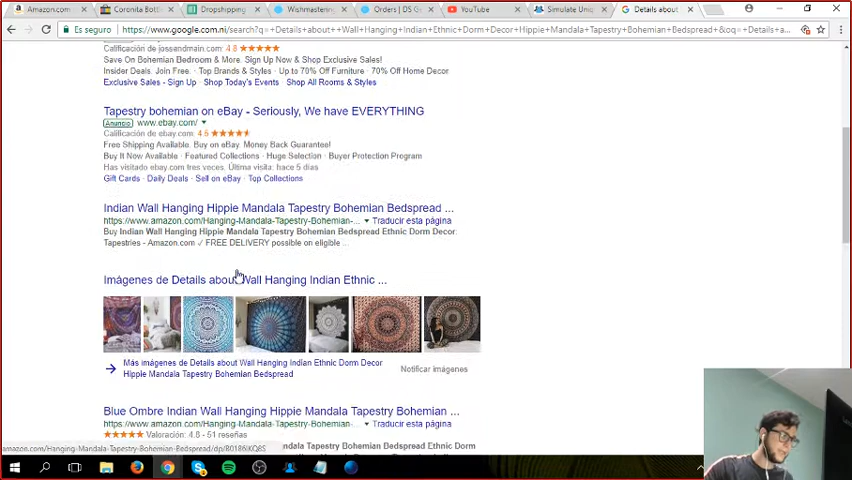 Amazon.com
Coronita Bottl
Dropshipping
Wishmastering
Orders | DS G
YouTube
Simulate Uniq
Details about
Es seguro
https://www.google.com.ni/search?q=Details+about++Wall+Hanging+Indian+Ethnic+Dorm+Decor+Hippie+Mandala+Tapestry+Bohemian+Bedspread+&oq=Details+a...
Calificación de jossandmain.com 4.8
Save On Bohemian Bedroom & More. Sign Up Now & Shop Exclusive Sales!
Insider Deals. Join Free. · Top Brands & Styles · Up to 70% Off Furniture · 70% Off Home Decor
Exclusive Sales - Sign Up · Shop Today's Events · Shop All Rooms & Styles
Tapestry bohemian on eBay - Seriously, We have EVERYTHING
Anuncio www.ebay.com/
Calificación de ebay.com: 4.5
Free Shipping Available. Buy on eBay. Money Back Guarantee!
Buy It Now Available · Featured Collections · Huge Selection · Buyer Protection Program
Has visitado ebay.com tres veces. Última visita: hace 5 días
Gift Cards · Daily Deals · Sell on eBay · Top Collections
Indian Wall Hanging Hippie Mandala Tapestry Bohemian Bedspread ...
https://www.amazon.com/Hanging-Mandala-Tapestry-Bohemian-... Traducir esta página
Buy Indian Wall Hanging Hippie Mandala Tapestry Bohemian Bedspread Ethnic Dorm Decor:
Tapestries - Amazon.com ✓ FREE DELIVERY possible on eligible ...
Imágenes de Details about Wall Hanging Indian Ethnic ...
Más imágenes de Details about Wall Hanging Indian Ethnic Dorm Decor
Hippie Mandala Tapestry Bohemian Bedspread
Notificar imágenes
Blue Ombre Indian Wall Hanging Hippie Mandala Tapestry Bohemian ...
https://www.amazon.com/Hanging-Mandala-Tapestry-Bohemian-... Traducir esta página
Valoración: 4.8 - 51 reseñas
ndala Tapestry Bohemian Bedspread Ethnic Dorm
amazon.com/Hanging-Mandala-Tapestry-Bohemian-Bedspread/dp/B0186IKQ8S